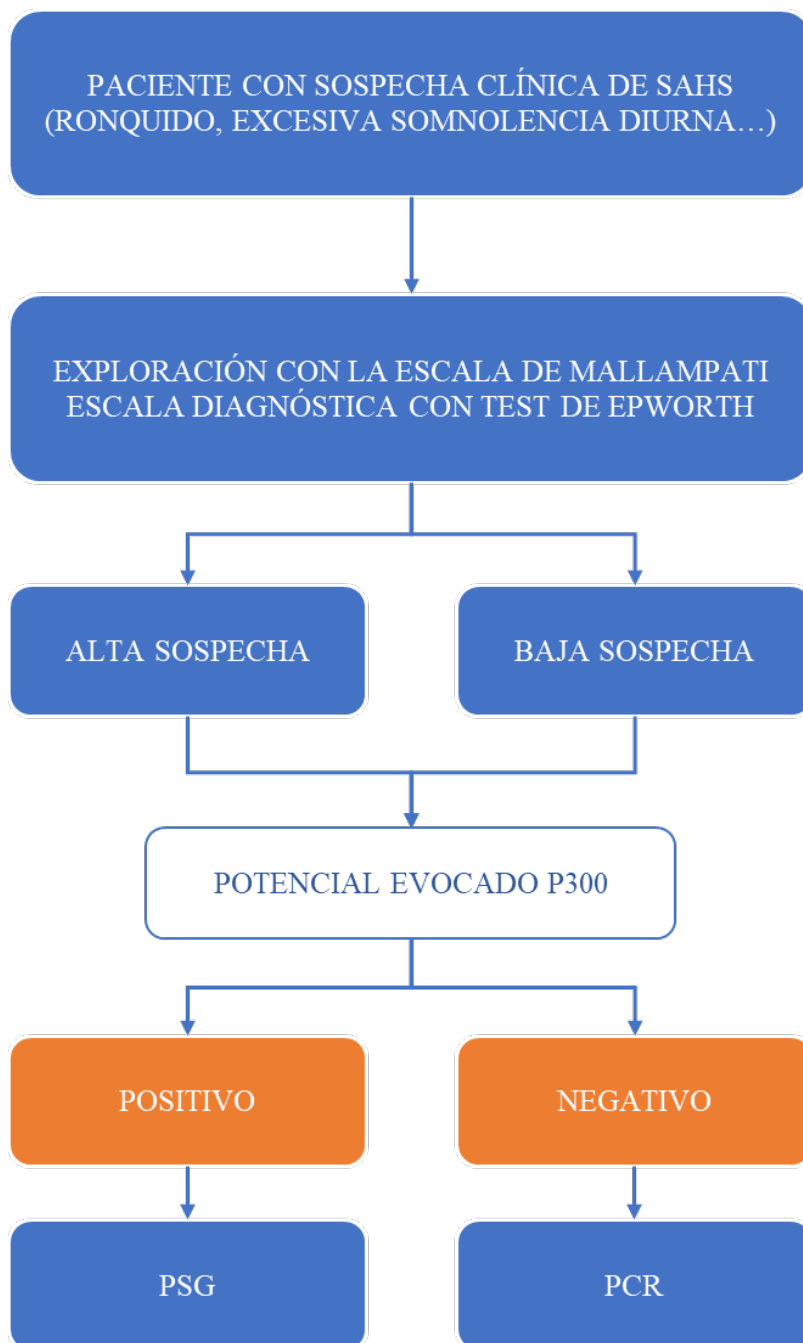 PACIENTE CON SOSPECHA CLÍNICA DE SAHS
(RONQUIDO, EXCESIVA SOMNOLENCIA DIURNA…)
EXPLORACIÓN CON LA ESCALA DE MALLAMPATI
ESCALA DIAGNÓSTICA CON TEST DE EPWORTH
ALTA SOSPECHA
BAJA SOSPECHA
POTENCIAL EVOCADO P300
POSITIVO
NEGATIVO
PSG
PCR